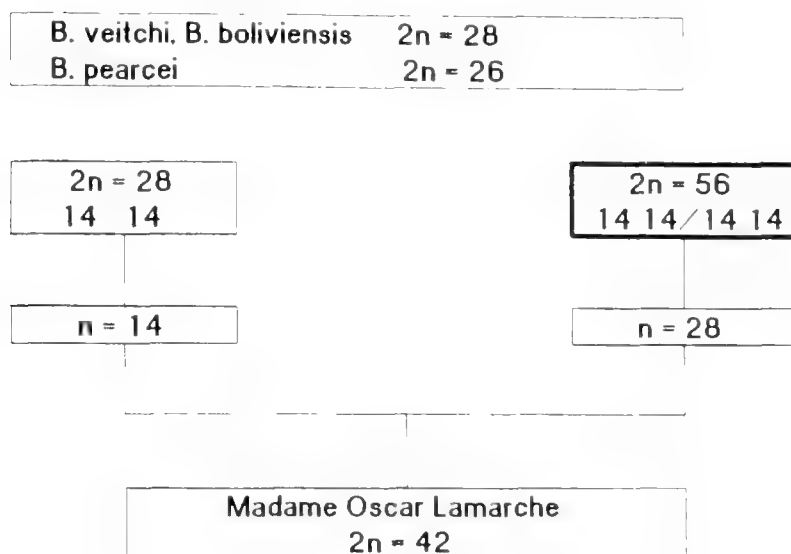 B. veitchi, B. boliviensis 2n = 28
B. pearcei 2n = 26
2n = 28
14 14
2n = 56
14 14/14 14
n = 14
n = 28
Madame Oscar Lamarche
2n = 42